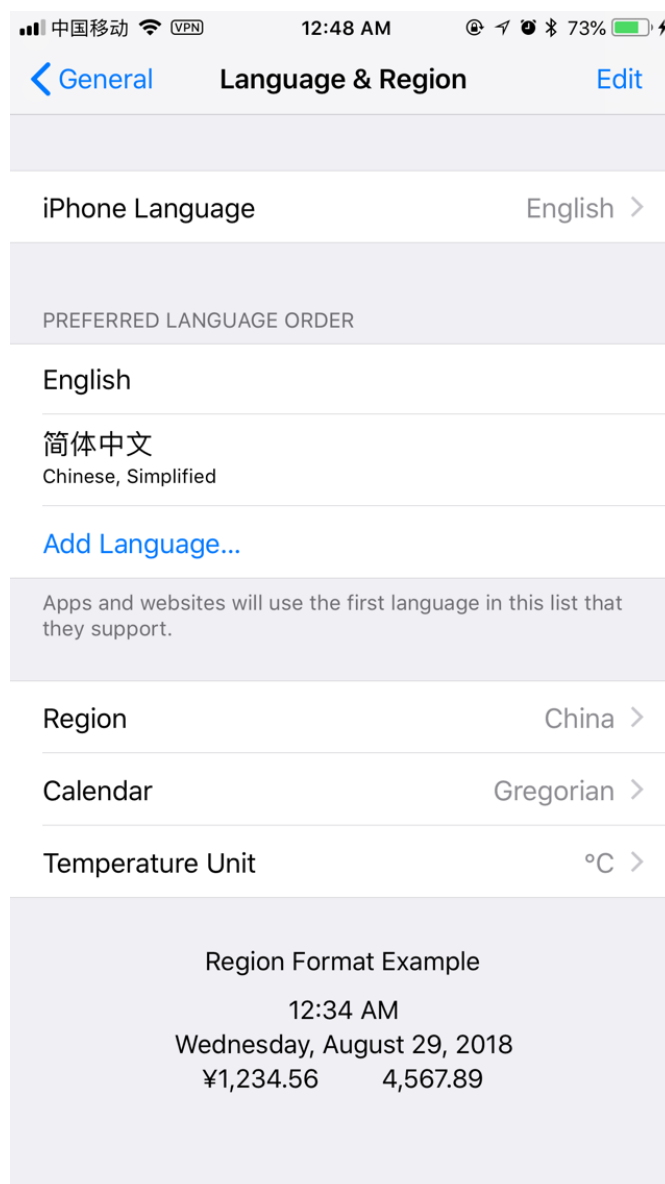 中国移动 VPN 12:48 AM 73%
General Language & Region Edit
iPhone Language English
PREFERRED LANGUAGE ORDER
English
简体中文
Chinese, Simplified
Add Language...
Apps and websites will use the first language in this list that
they support.
Region China
Calendar Gregorian
Temperature Unit °C
Region Format Example
12:34 AM
Wednesday, August 29, 2018
¥1,234.56 4,567.89